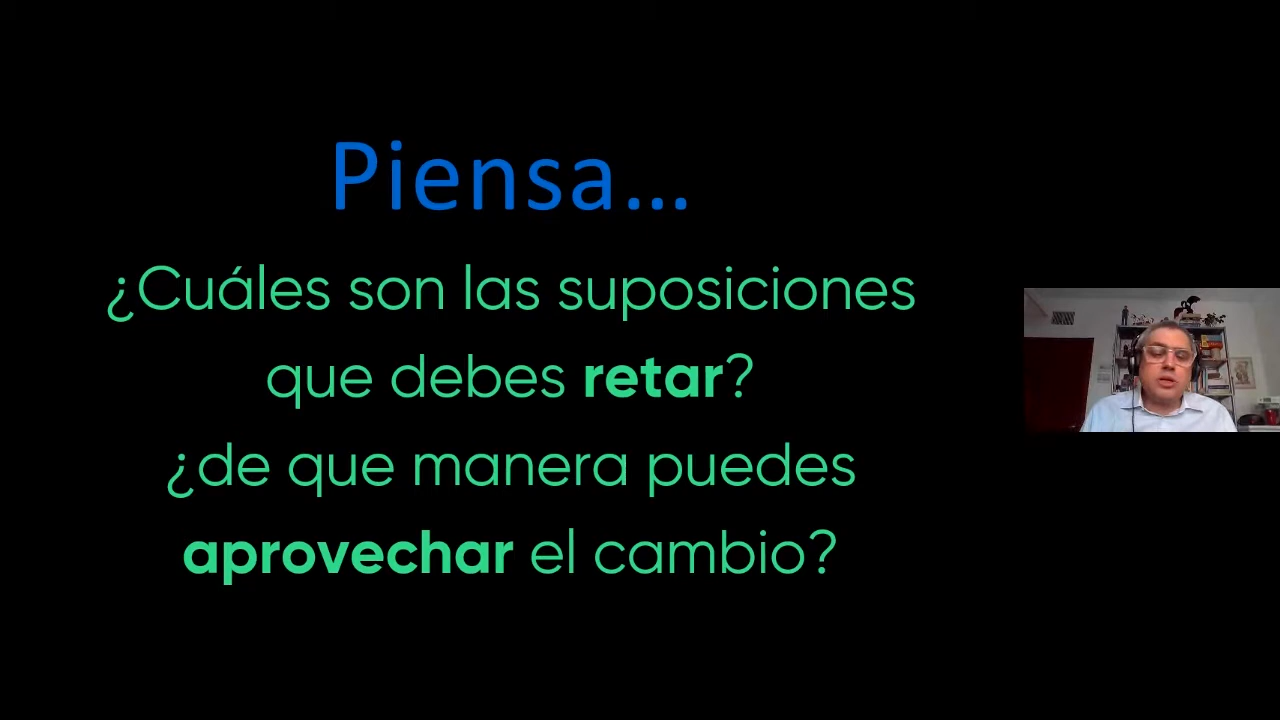 Piensa...
¿Cuáles son las suposiciones
que debes retar?
¿de que manera puedes
aprovechar el cambio?